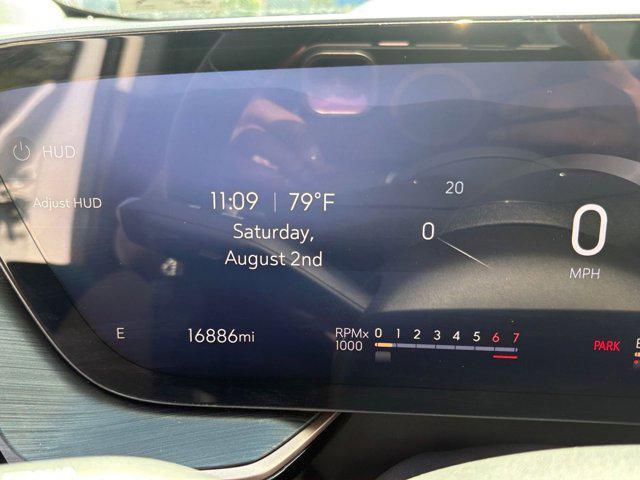 HUD
Adjust HUD
11:09 | 79°F
Saturday,
August 2nd
20
0
0
MPH
E
16886mi
RPMx
1000
0 1 2 3 4 5 6 7
PARK